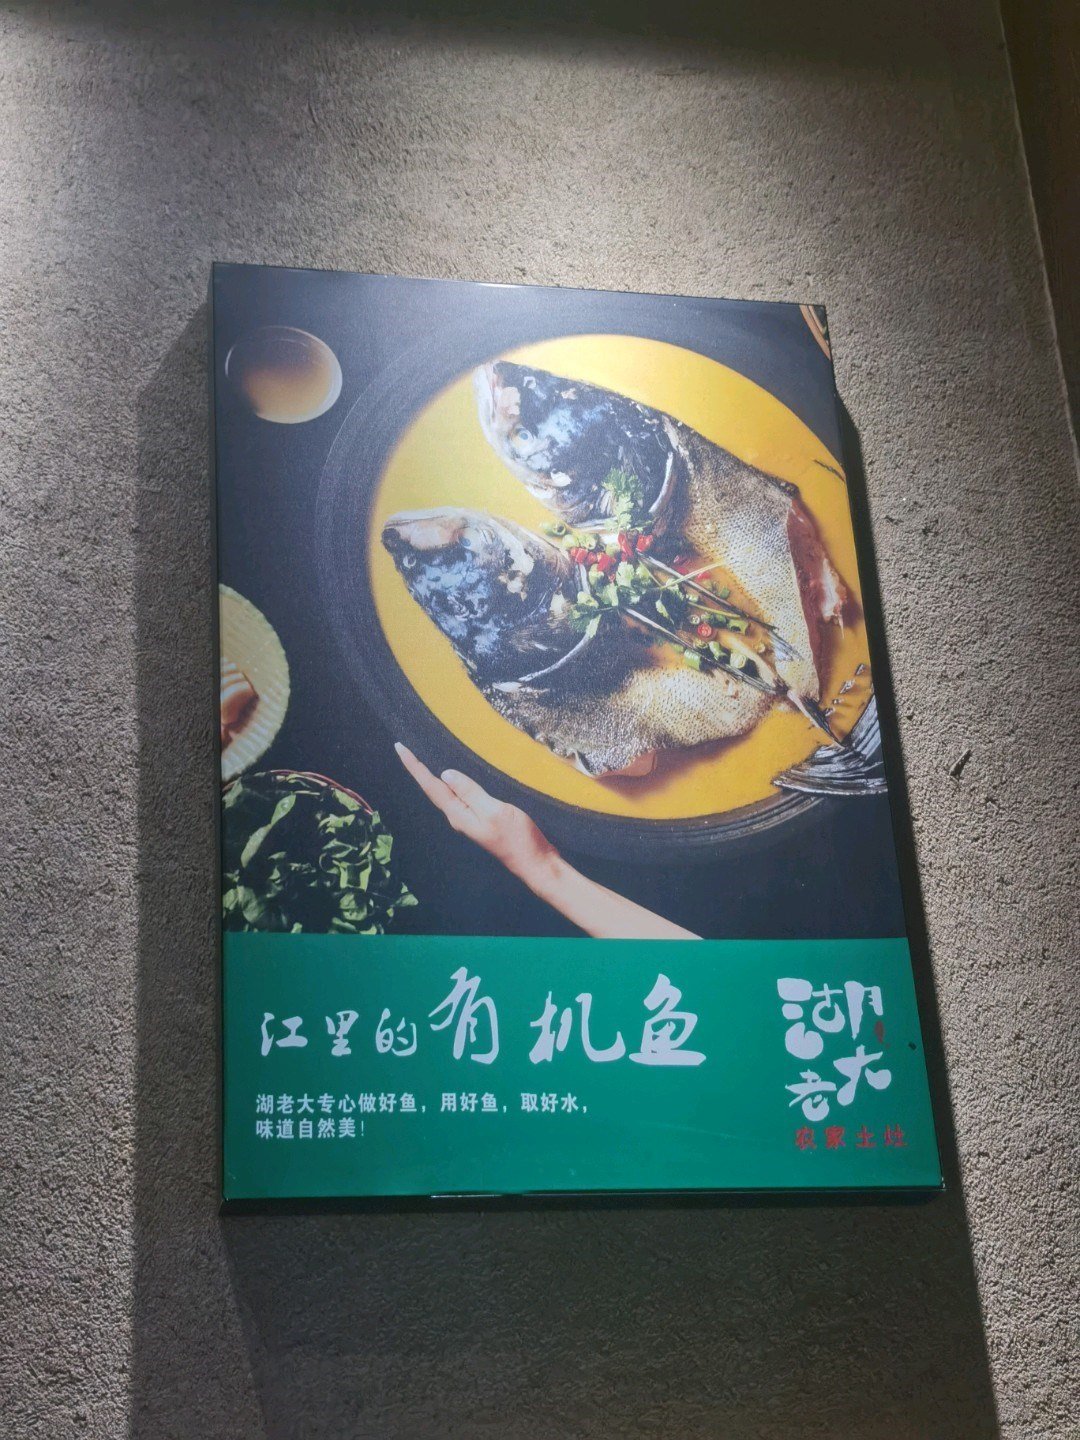 江里的有机鱼
湖老大专心做好鱼，用好鱼，取好水，
味道自然美！
湖老大
农家土灶